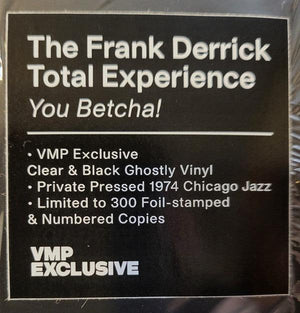 The Frank Derrick
Total Experience
You Betcha!
• VMP Exclusive
Clear & Black Ghostly Vinyl
• Private Pressed 1974 Chicago Jazz
• Limited to 300 Foil-stamped
& Numbered Copies
VMP
EXCLUSIVE